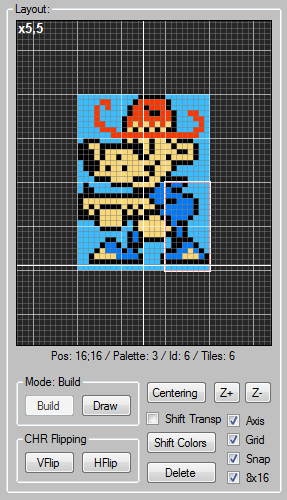 Layout:
x5,5
Pos: 16;16 / Palette: 3 / Id: 6 / Tiles: 6
Mode: Build
Build
Draw
Centering
Z+
Z-
Shift Transp
Axis
CHR Flipping
VFlip
HFlip
Shift Colors
Grid
Snap
Delete
8x16